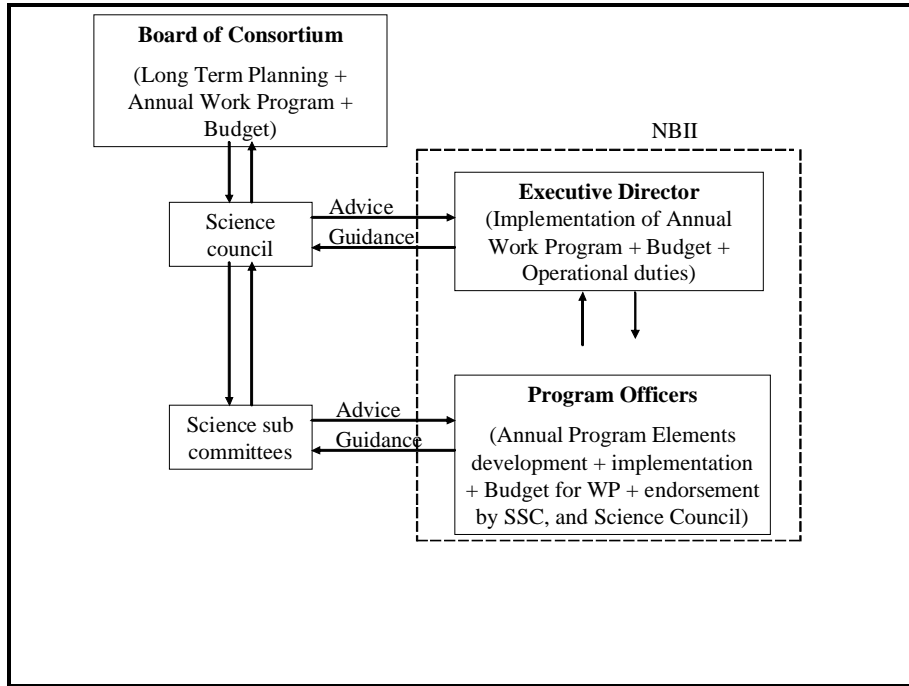 Board of Consortium
(Long Term Planning +
Annual Work Program +
Budget)
NBII
Science
council
Advice
Guidance
Executive Director
(Implementation of Annual
Work Program + Budget +
Operational duties)
Science sub
committees
Advice
Guidance
Program Officers
(Annual Program Elements
development + implementation
+ Budget for WP + endorsement
by SSC, and Science Council)